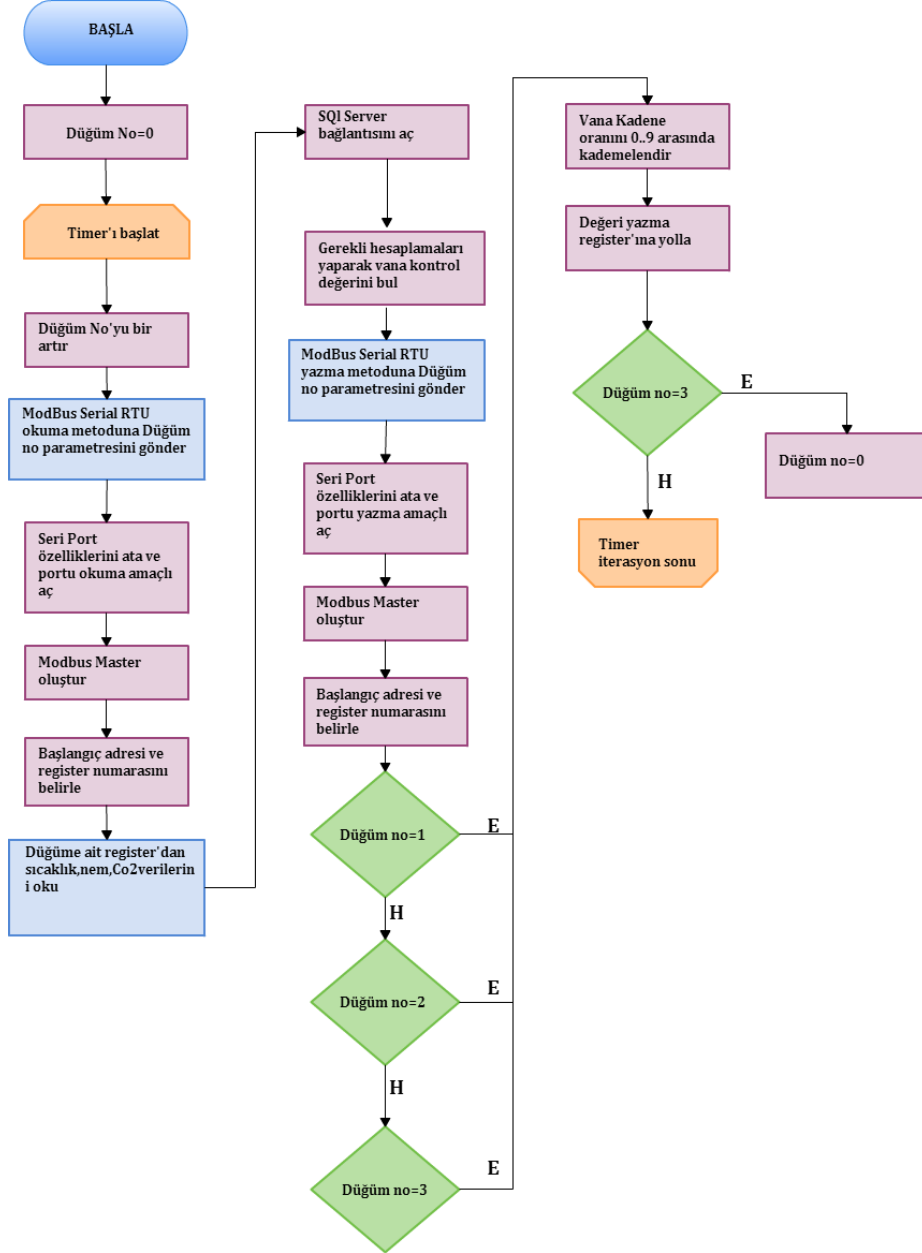 BAŞLA
Düğüm No=0
Timer'ı başlat
Düğüm No'yu bir
artır
ModBus Serial RTU
okuma metoduna Düğüm
no parametresini gönder
Seri Port
özelliklerini ata ve
portu okuma amaçlı
aç
Modbus Master
oluştur
Başlangıç adresi ve
register numarasını
belirle
Düğüme ait register'dan
sıcaklık,nem,Co2verilerin
i oku
SQl Server
bağlantısını aç
Gerekli hesaplamaları
yaparak vana kontrol
değerini bul
ModBus Serial RTU
yazma metoduna Düğüm
no parametresini gönder
Seri Port
özelliklerini ata ve
portu yazma amaçlı
aç
Modbus Master
oluştur
Başlangıç adresi ve
register numarasını
belirle
Düğüm no=1
E
H
Düğüm no=2
E
H
Düğüm no=3
E
Vana Kadene
oranını 0..9 arasında
kademelendir
Değeri yazma
register'ına yolla
Düğüm no=3
E
Düğüm no=0
H
Timer
iterasyon sonu